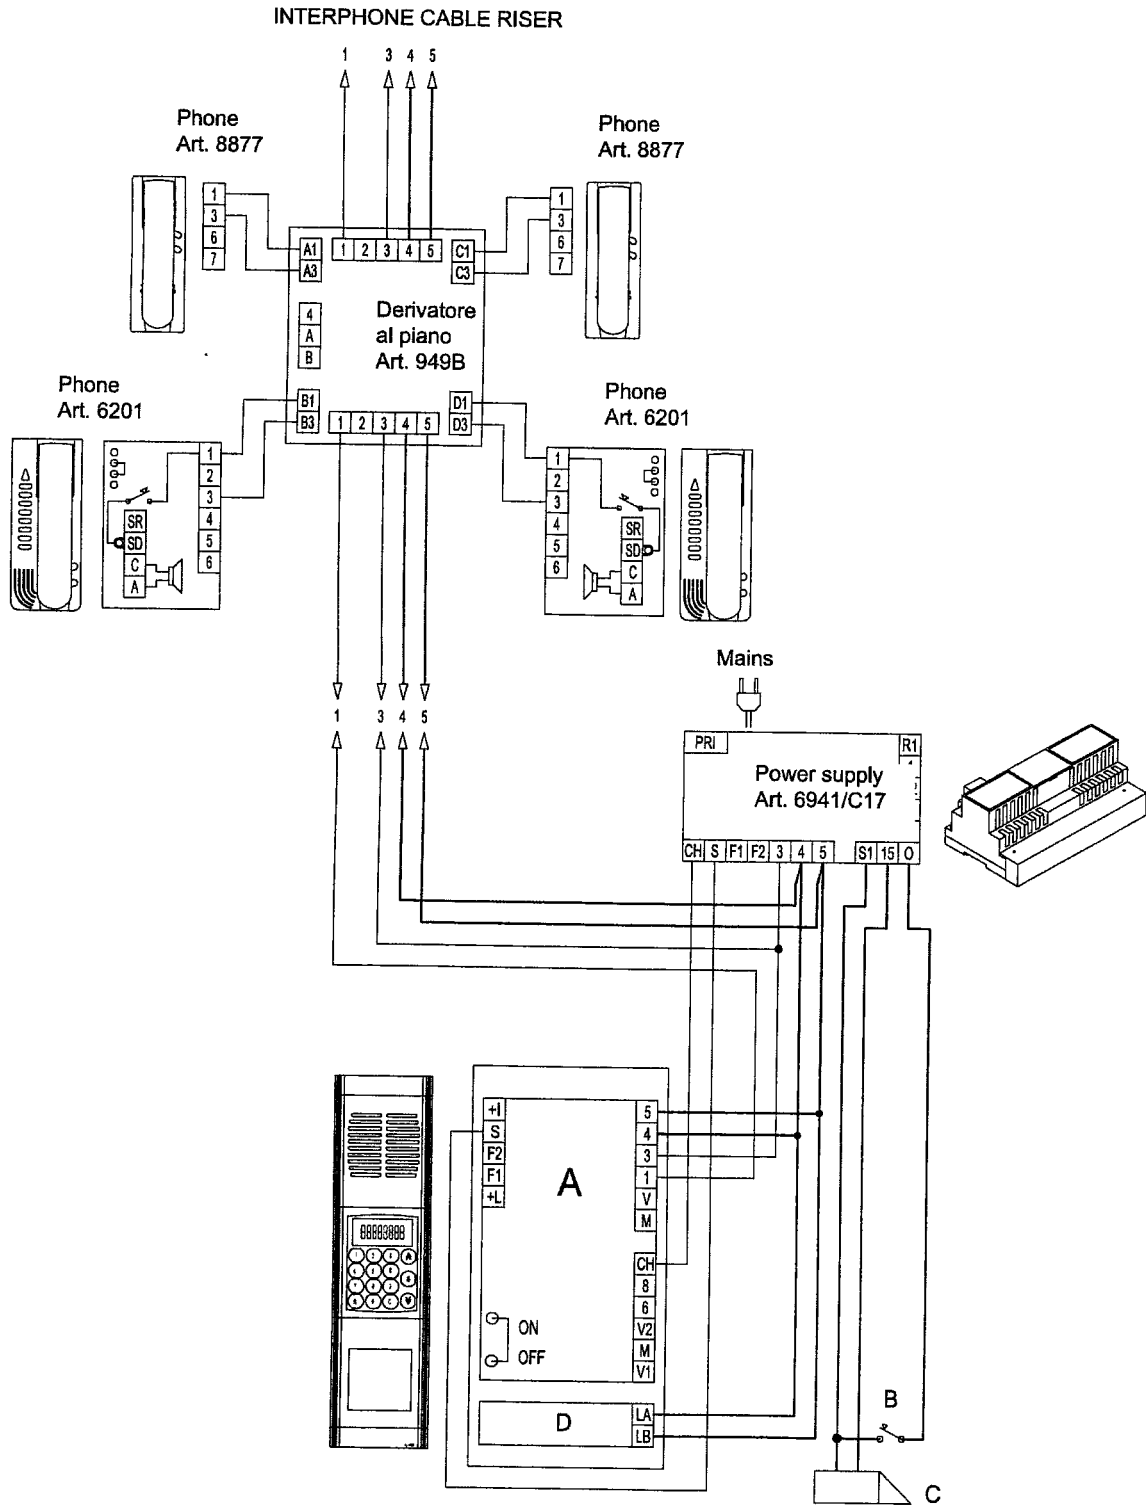 INTERPHONE CABLE RISER
1 3 4 5
Phone
Art. 8877
Phone
Art. 8877
1
3
6
7
1
3
6
7
A1
A3
1 2 3 4 5
C1
C3
4
A
B
Derivatore
al piano
Art. 949B
Phone
Art. 6201
Phone
Art. 6201
B1
B3
1 2 3 4 5
D1
D3
1
2
3
4
5
6
SR
SD
C
A
1
2
3
4
5
6
SR
SD
C
A
Mains
1 3 4 5
PRI
R1
Power supply
Art. 6941/C17
CH S F1 F2 3 4 5 S1 15 O
+I
S
F2
F1
+L
A
5
4
3
1
V
M
CH
8
6
V2
M
V1
ON
OFF
D
LA
LB
B
C